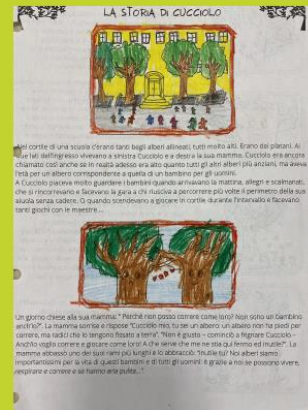 LA STORIA DI CUCCIOLO
Nel cortile di una scuola c'erano tanti begli alberi allineati, tutti molto alti. Erano dei platani. Ai
due lati dell'ingresso vivevano a sinistra Cucciolo e a destra la sua mamma. Cucciolo era ancora
chiamato così anche se in realtà adesso era alto quanto tutti gli altri alberi più anziani, ma aveva
l'età per un albero corrispondente a quella di un bambino per gli uomini.
A Cucciolo piaceva molto guardare i bambini quando arrivavano la mattina, allegri e scalmanati,
che si rincorrevano e facevano la gara a chi riusciva a percorrere più volte il perimetro della sua
aiuola senza cadere. O quando scendevano a giocare in cortile durante l'intervallo e facevano
tanti giochi con le maestre ...
Un giorno chiese alla sua mamma: " Perché non posso correre come loro? Non sono un bambino
anch'io?". La mamma sorrise e rispose "Cucciolo mio, tu sei un albero: un albero non ha piedi per
correre, ma radici che lo tengono fissato a terra". "Non è giusto – cominciò a frignare Cucciolo –
Anch'io voglio correre e giocare come loro! A che serve che me ne stia qui fermo ed inutile?". La
mamma abbassò uno dei suoi rami più lunghi e lo abbracciò: "Inutile tu? Noi alberi siamo
importantissimi per la vita di questi bambini e di tutti gli uomini: è grazie a noi se possono vivere,
respirare e correre e se hanno aria pulita...".